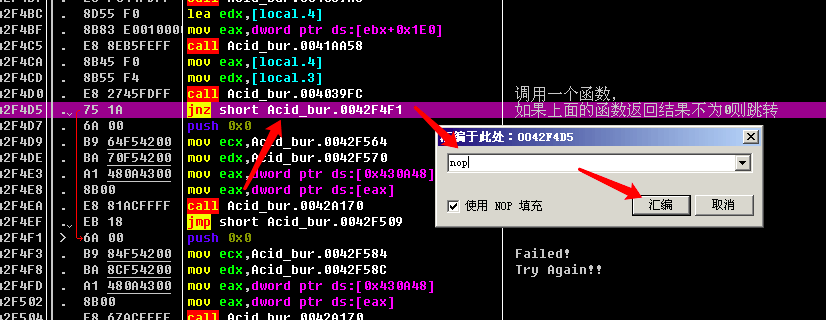 42F4BC . 8D55 F0 lea edx,[local.4]
42F4BF . 8B83 E0010000 mov eax,dword ptr ds:[ebx+0x1E0]
42F4C5 . E8 8EB5FEFF call Acid_bur.0041AA58
42F4CA . 8B45 F0 mov eax,[local.4]
42F4CD . 8B55 F4 mov edx,[local.3]
42F4D0 . E8 2745FDFF call Acid_bur.004039FC 调用一个函数,
42F4D5 75 1A jnz short Acid_bur.0042F4F1 如果上面的函数返回结果不为0则跳转
42F4D7 . 6A 00 push 0x0
42F4D9 . B9 64F54200 mov ecx,Acid_bur.0042F564
42F4DE . BA 70F54200 mov edx,Acid_bur.0042F570
42F4E3 . A1 480A4300 mov eax,dword ptr ds:[0x430A48]
42F4E8 . 8B00 mov eax,dword ptr ds:[eax]
42F4EA . E8 81ACFFFF call Acid_bur.0042A170
42F4EF . EB 18 jmp short Acid_bur.0042F509
42F4F1 > 6A 00 push 0x0
42F4F3 . B9 84F54200 mov ecx,Acid_bur.0042F584 Failed!
42F4F8 . BA 8CF54200 mov edx,Acid_bur.0042F58C Try Again!!
42F4FD . A1 480A4300 mov eax,dword ptr ds:[0x430A48]
42F502 . 8B00 mov eax,dword ptr ds:[eax]
42F504 . E8 67ACFFFF call Acid_bur.0042A170
编于此处：0042F4D5
nop
使用 NOP 填充
汇编
取消